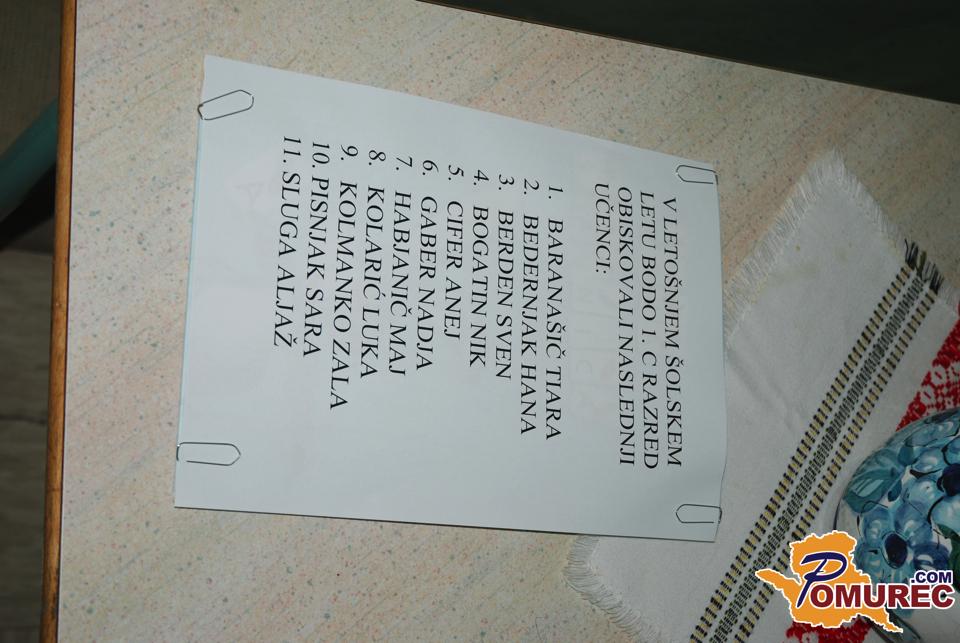 V LETOŠNJEM ŠOLSKEM
LETU BODO 1. C RAZRED
OBISKOVALI NASLEDNJI
UČENCI:
1. BARANAŠIČ TIARA
2. BEDERNJAK HANA
3. BERDEN SVEN
4. BOGATIN NIK
5. CIFER ANEJ
6. GABER NADJA
7. HABJANIČ MAJ
8. KOLARIĆ LUKA
9. KOLMANKO ZALA
10. PISNJAK SARA
11. SLUGA ALJAŽ
POMUREC.COM